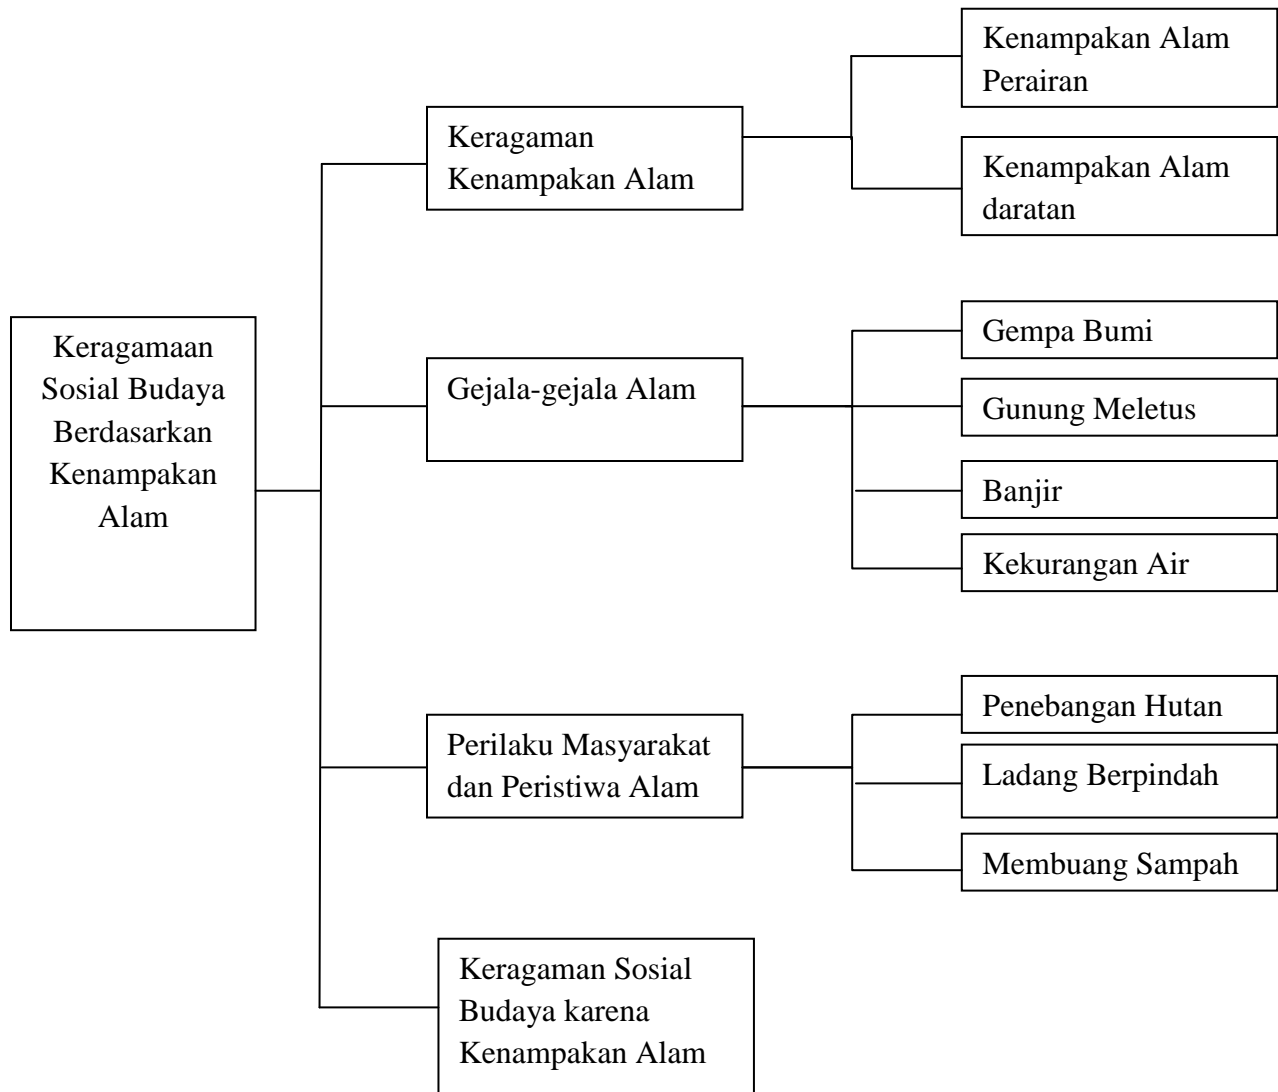 Keragamaan
Sosial Budaya
Berdasarkan
Kenampakan
Alam
Keragaman
Kenampakan Alam
Kenampakan Alam
Perairan
Kenampakan Alam
daratan
Gejala-gejala Alam
Gempa Bumi
Gunung Meletus
Banjir
Kekurangan Air
Perilaku Masyarakat
dan Peristiwa Alam
Penebangan Hutan
Ladang Berpindah
Membuang Sampah
Keragaman Sosial
Budaya karena
Kenampakan Alam